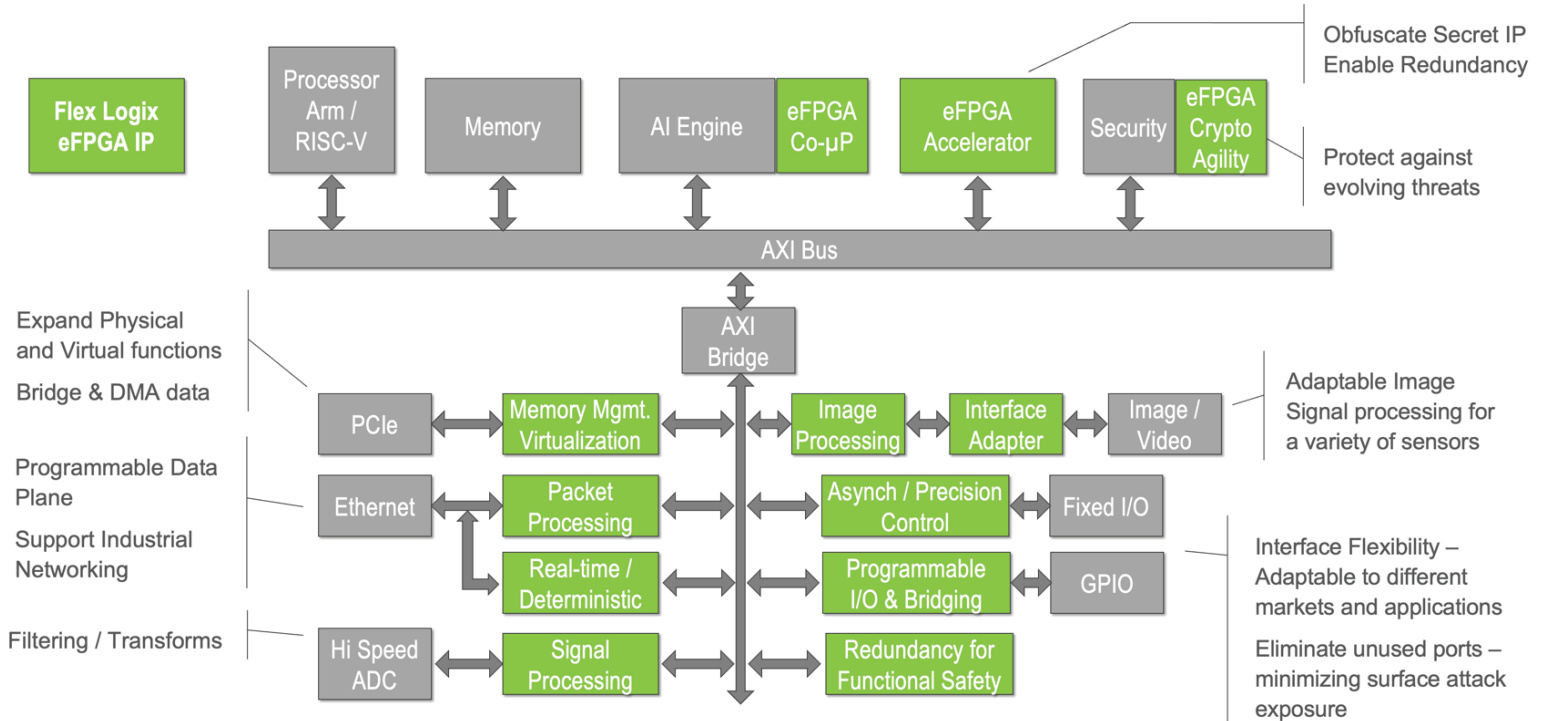 Flex Logix
eFPGA IP
Processor
Arm /
RISC-V
Memory
AI Engine
eFPGA
Co-µP
eFPGA
Accelerator
Security
eFPGA
Crypto
Agility
Obfuscate Secret IP
Enable Redundancy
Protect against
evolving threats
AXI Bus
AXI
Bridge
Expand Physical
and Virtual functions
Bridge & DMA data
PCIe
Memory Mgmt.
Virtualization
Image
Processing
Interface
Adapter
Image /
Video
Adaptable Image
Signal processing for
a variety of sensors
Programmable Data
Plane
Support Industrial
Networking
Ethernet
Packet
Processing
Asynch / Precision
Control
Fixed I/O
Real-time /
Deterministic
Programmable
I/O & Bridging
GPIO
Interface Flexibility –
Adaptable to different
markets and applications
Eliminate unused ports –
minimizing surface attack
exposure
Filtering / Transforms
Hi Speed
ADC
Signal
Processing
Redundancy for
Functional Safety